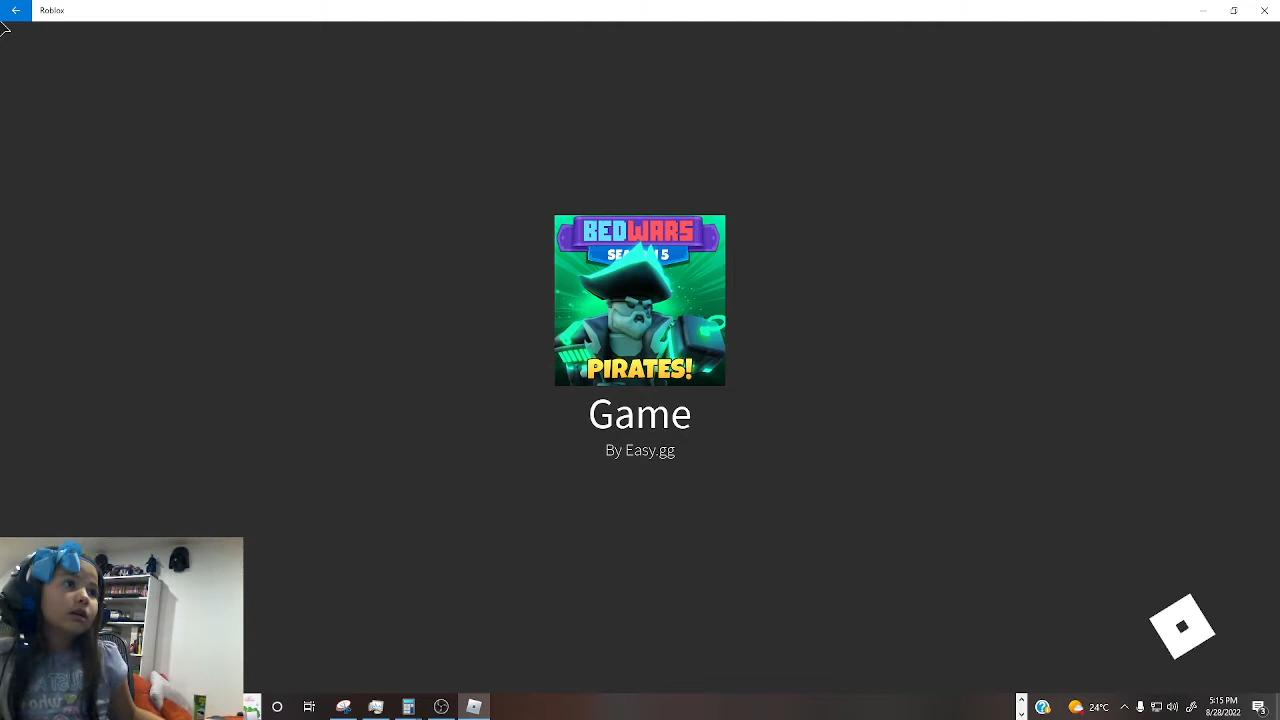 Roblox
BEDWARS
PIRATES!
Game
By Easy.gg
24°C
5:15 PM
8/28/2022